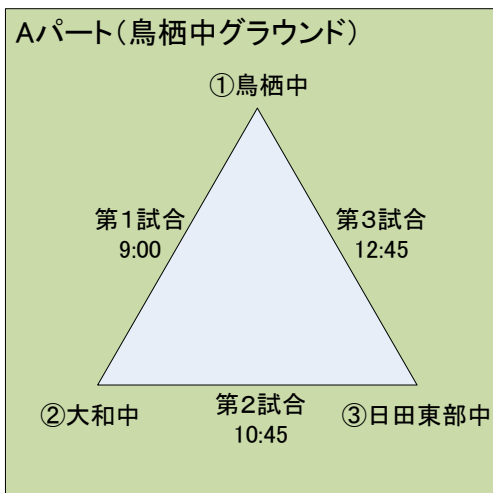 Aパート(鳥栖中グラウンド)
①鳥栖中
第1試合
9:00
第3試合
12:45
②大和中
第2試合
10:45
③日田東部中